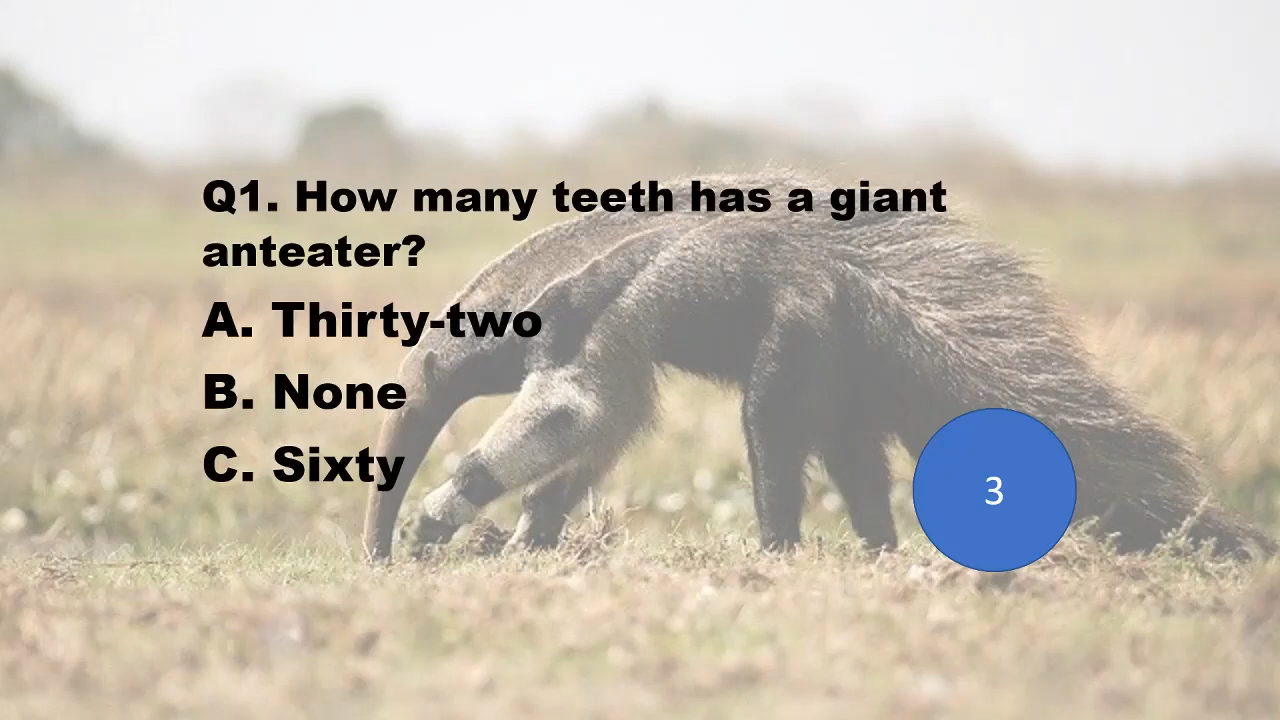 Q1. How many teeth has a giant
anteater?
A. Thirty-two
B. None
C. Sixty
3